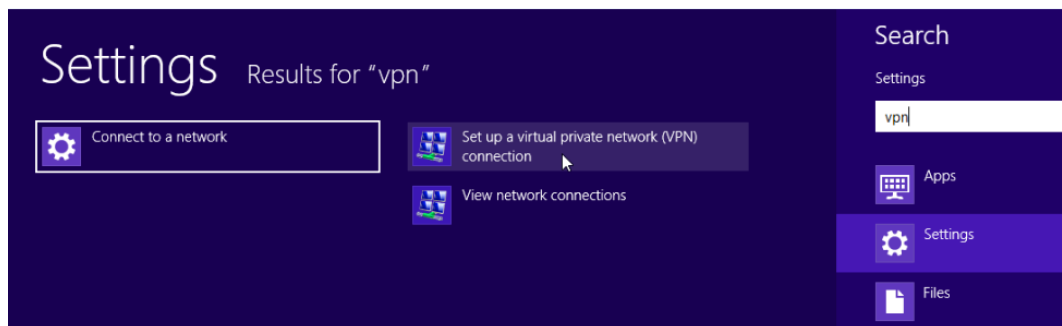 Settings Results for “vpn”
Connect to a network
Set up a virtual private network (VPN)
connection
View network connections
Search
Settings
vpn
Apps
Settings
Files